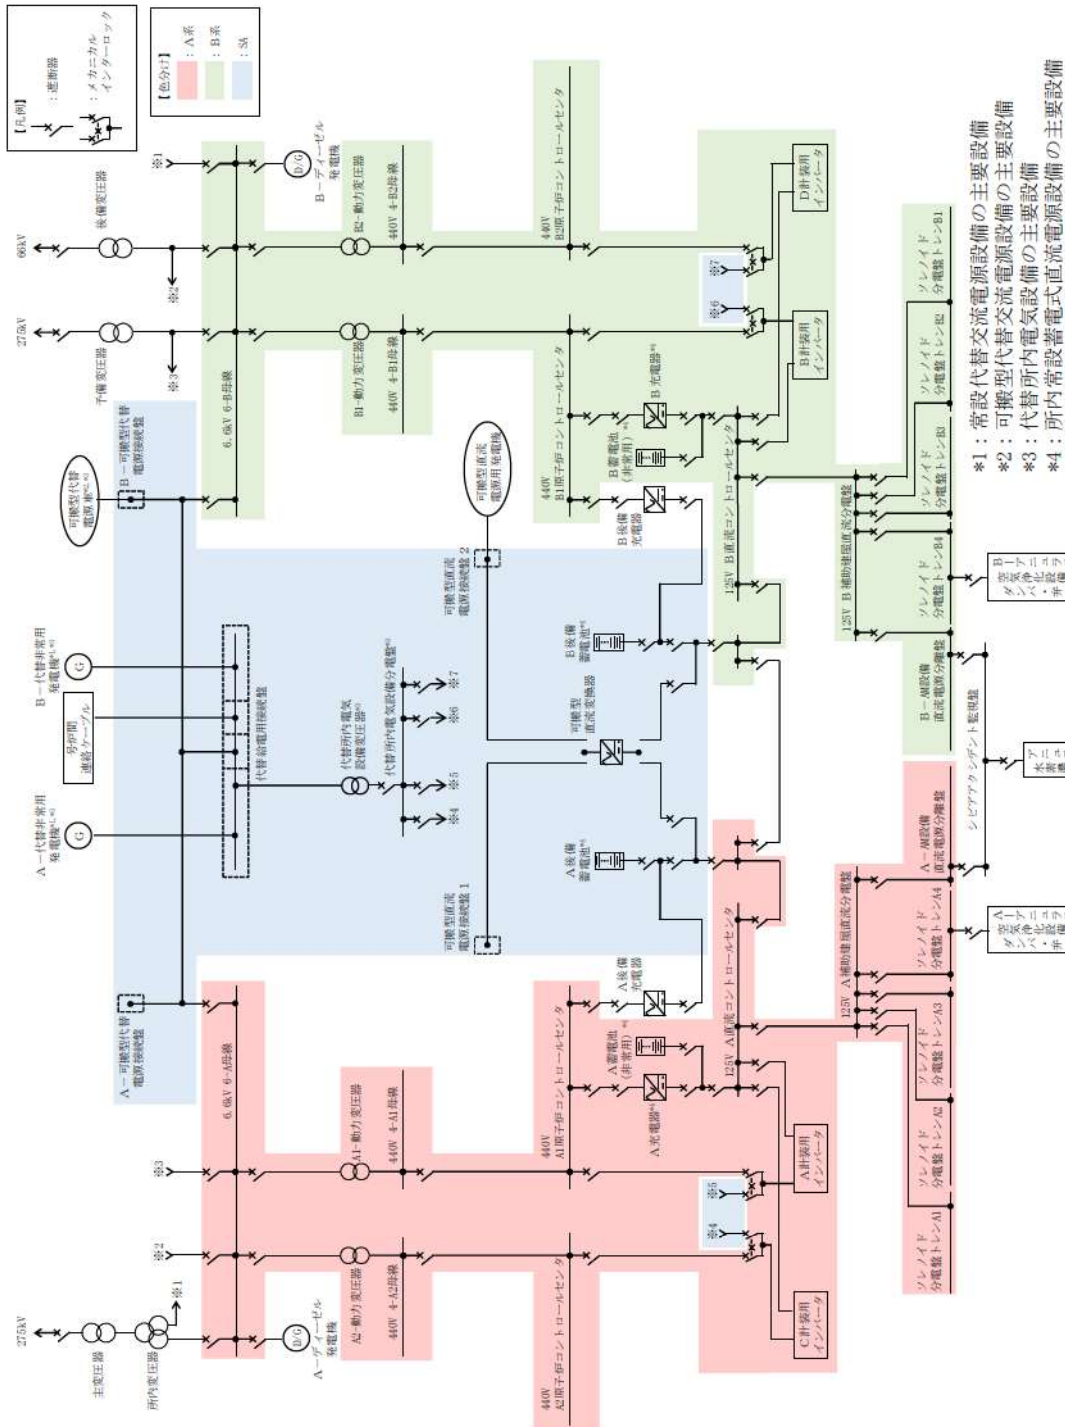 【凡例】
：遮断器
：メカニカル
インターロック
【色分け】
：A系
：B系
：SA
275kV
主変圧器
所内変圧器
※1
※2
※3
A－ディーゼル
発電機
D/G
6.6kV 6-A母線
A2-動力変圧器
440V 4-A2母線
A1-動力変圧器
440V 4-A1母線
440V
A2原子炉コントロールセンタ
440V
A1原子炉コントロールセンタ
※4
※5
C計装用
インバータ
A計装用
インバータ
A充電器
A蓄電池
（非常用）
A後備
充電器
125V A直流コントロールセンタ
125V A補助建屋直流分電盤
ソレノイド
分電盤トレンA1
ソレノイド
分電盤トレンA2
ソレノイド
分電盤トレンA3
ソレノイド
分電盤トレンA4
直流電源分離盤
A－可搬型代替
電源接続盤
A－代替非常用
発電機
G
号炉間
連絡ケーブル
B－代替非常用
発電機
G
代替給電用接続盤
代替所内電気
設備変圧器
代替所内電気設備分電盤
※4
※5
※6
※7
可搬型直流
電源接続盤 1
可搬型直流
電源接続盤 2
A後備
蓄電池
可搬型
直流変換器
B後備
蓄電池
可搬型代替
電源車
B－可搬型代替
電源接続盤
可搬型直流
電源用発電機
275kV
予備変圧器
※3
66kV
後備変圧器
※2
※1
6.6kV 6-B母線
D/G
B－ディーゼル
発電機
B1-動力変圧器
440V 4-B1母線
B2-動力変圧器
440V 4-B2母線
440V
B1原子炉コントロールセンタ
440V
B2原子炉コントロールセンタ
B後備
充電器
B蓄電池
（非常用）
B充電器
※6
※7
B計装用
インバータ
D計装用
インバータ
125V B直流コントロールセンタ
125V B補助建屋直流分電盤
直流電源分離盤
ソレノイド
分電盤トレンB4
ソレノイド
分電盤トレンB3
ソレノイド
分電盤トレンB2
ソレノイド
分電盤トレンB1
シビアアクシデント監視盤
*1：常設代替交流電源設備の主要設備
*2：可搬型代替交流電源設備の主要設備
*3：代替所内電気設備の主要設備
*4：所内常設蓄電式直流電源設備の主要設備